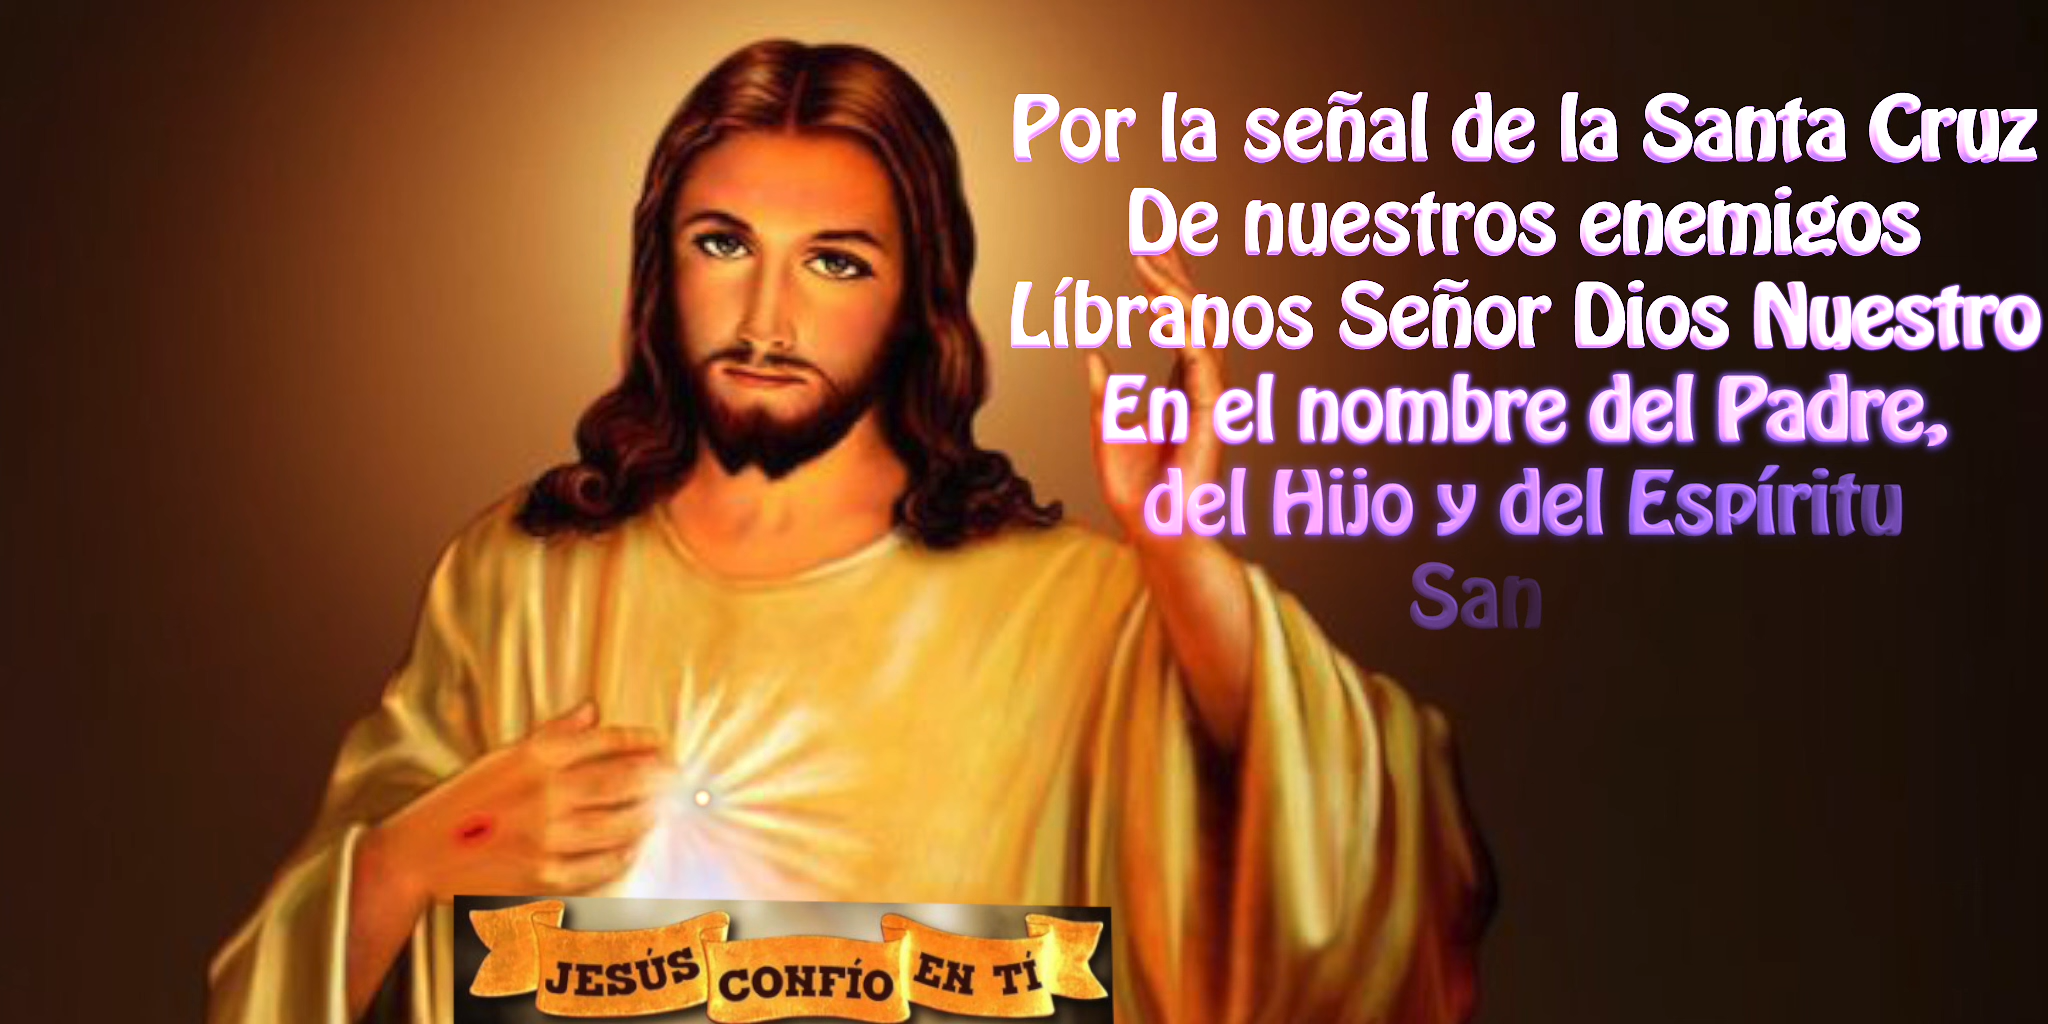 Por la señal de la Santa Cruz
De nuestros enemigos
Líbranos Señor Dios Nuestro
En el nombre del Padre,
del Hijo y del Espíritu
San
JESÚS CONFÍO EN TÍ